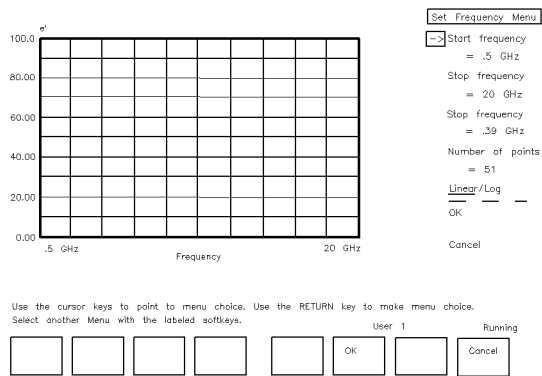 Set Frequency Menu
e'
100.0
80.00
60.00
40.00
20.00
0.00
.5 GHz
Frequency
20 GHz
-> Start frequency
= .5 GHz
Stop frequency
= 20 GHz
Stop frequency
= .39 GHz
Number of points
= 51
Linear/Log
OK
Cancel
Use the cursor keys to point to menu choice. Use the RETURN key to make menu choice.
Select another Menu with the labeled softkeys.
User 1
Running
OK
Cancel